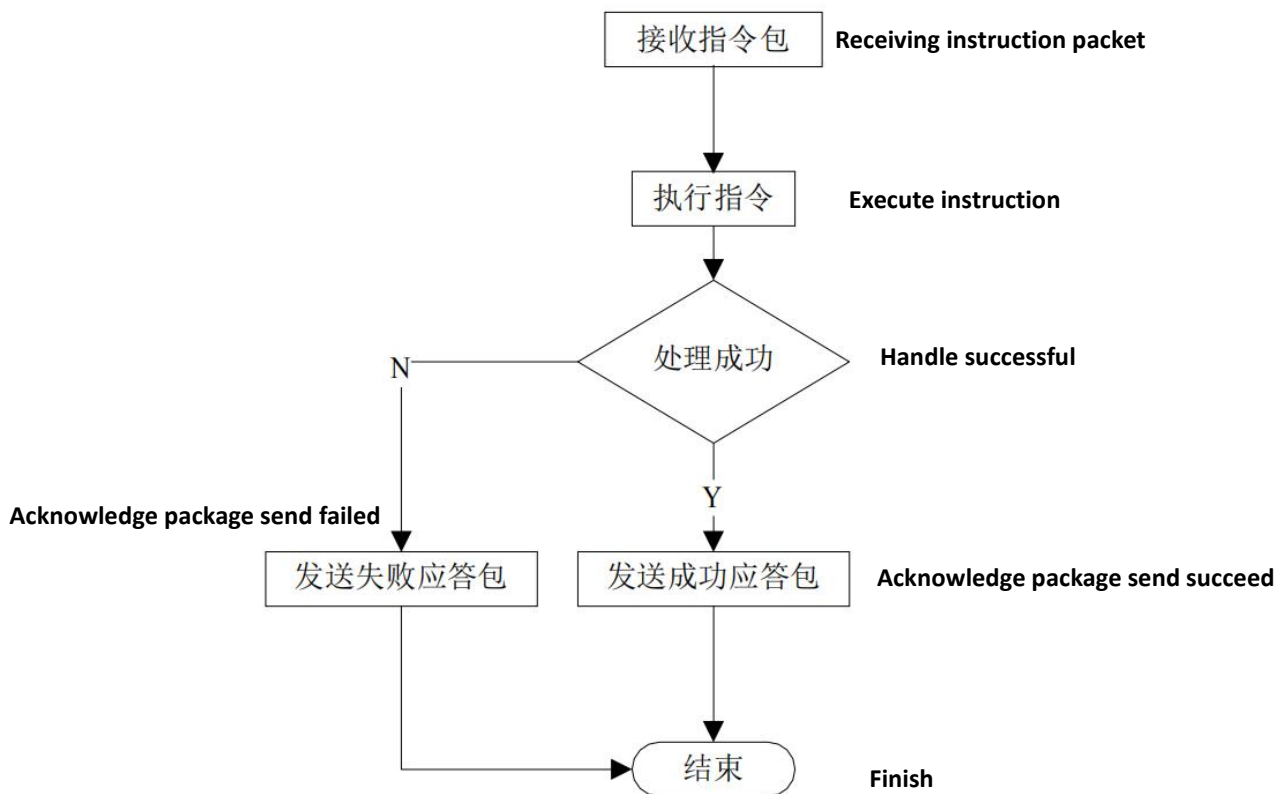 接收指令包
Receiving instruction packet
执行指令
Execute instruction
处理成功
Handle successful
N
Y
Acknowledge package send failed
发送失败应答包
发送成功应答包
Acknowledge package send succeed
结束
Finish